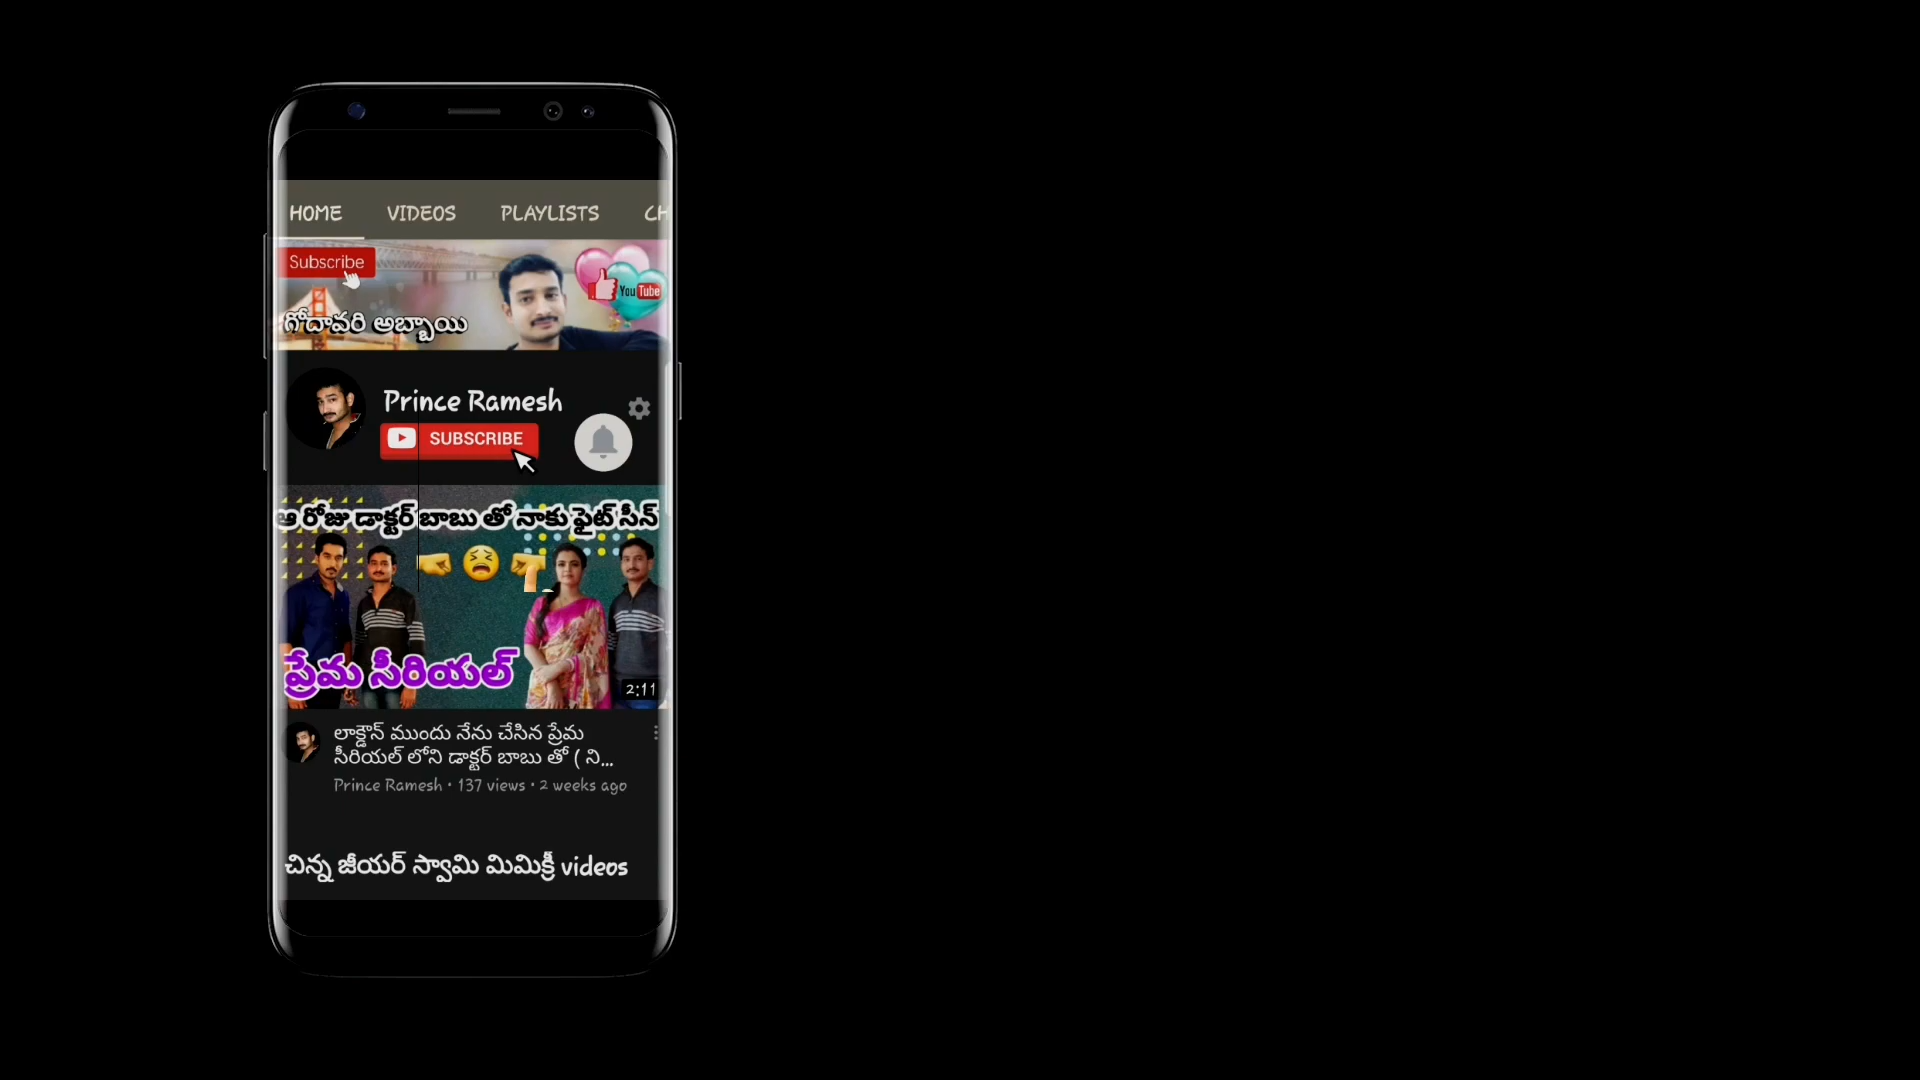 HOME VIDEOS PLAYLISTS CH
Subscribe
You Tube
గోదావరి అబ్బాయి
Prince Ramesh
SUBSCRIBE
ఆ రోజు డాక్టర్ బాబు తో నాకు ఫైట్ సీన్
ప్రేమ సీరియల్
2:11
లాక్డౌన్ ముందు నేను చేసిన ప్రేమ
సీరియల్ లోని డాక్టర్ బాబు తో ( ని...
Prince Ramesh • 137 views • 2 weeks ago
చిన్న జీయర్ స్వామి మిమిక్రీ videos